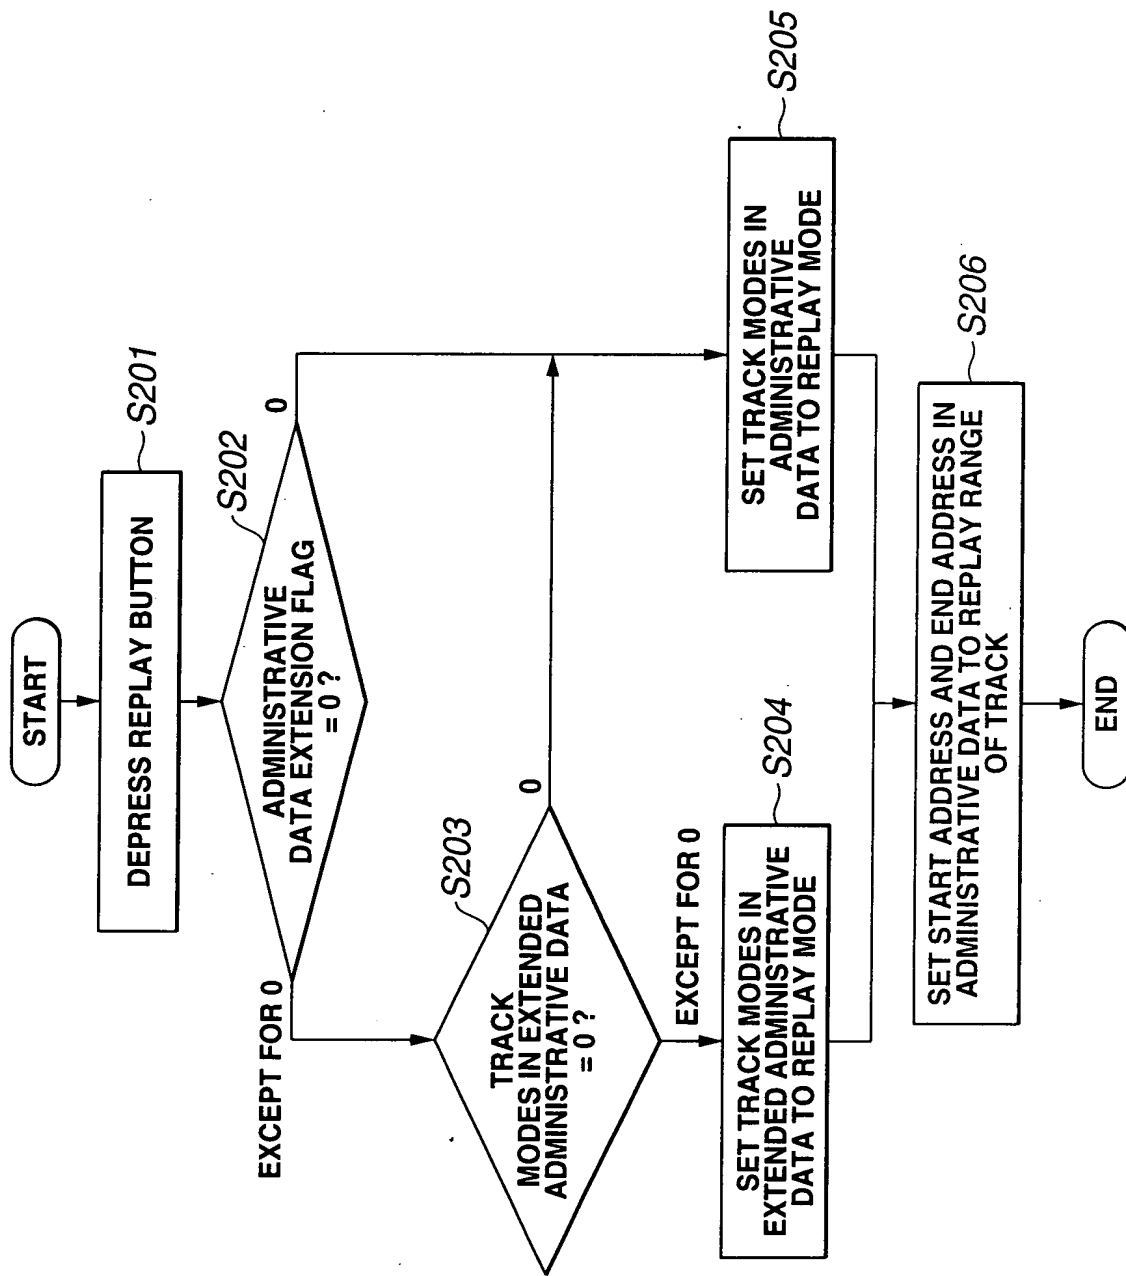 START
DEPRESS REPLAY BUTTON
S201
ADMINISTRATIVE
DATA EXTENSION FLAG
= 0 ?
S202
EXCEPT FOR 0
0
TRACK
MODES IN EXTENDED
ADMINISTRATIVE DATA
= 0 ?
S203
0
EXCEPT FOR 0
SET TRACK MODES IN
EXTENDED ADMINISTRATIVE
DATA TO REPLAY MODE
S204
SET TRACK MODES IN
ADMINISTRATIVE
DATA TO REPLAY MODE
S205
SET START ADDRESS AND END ADDRESS IN
ADMINISTRATIVE DATA TO REPLAY RANGE
OF TRACK
S206
END